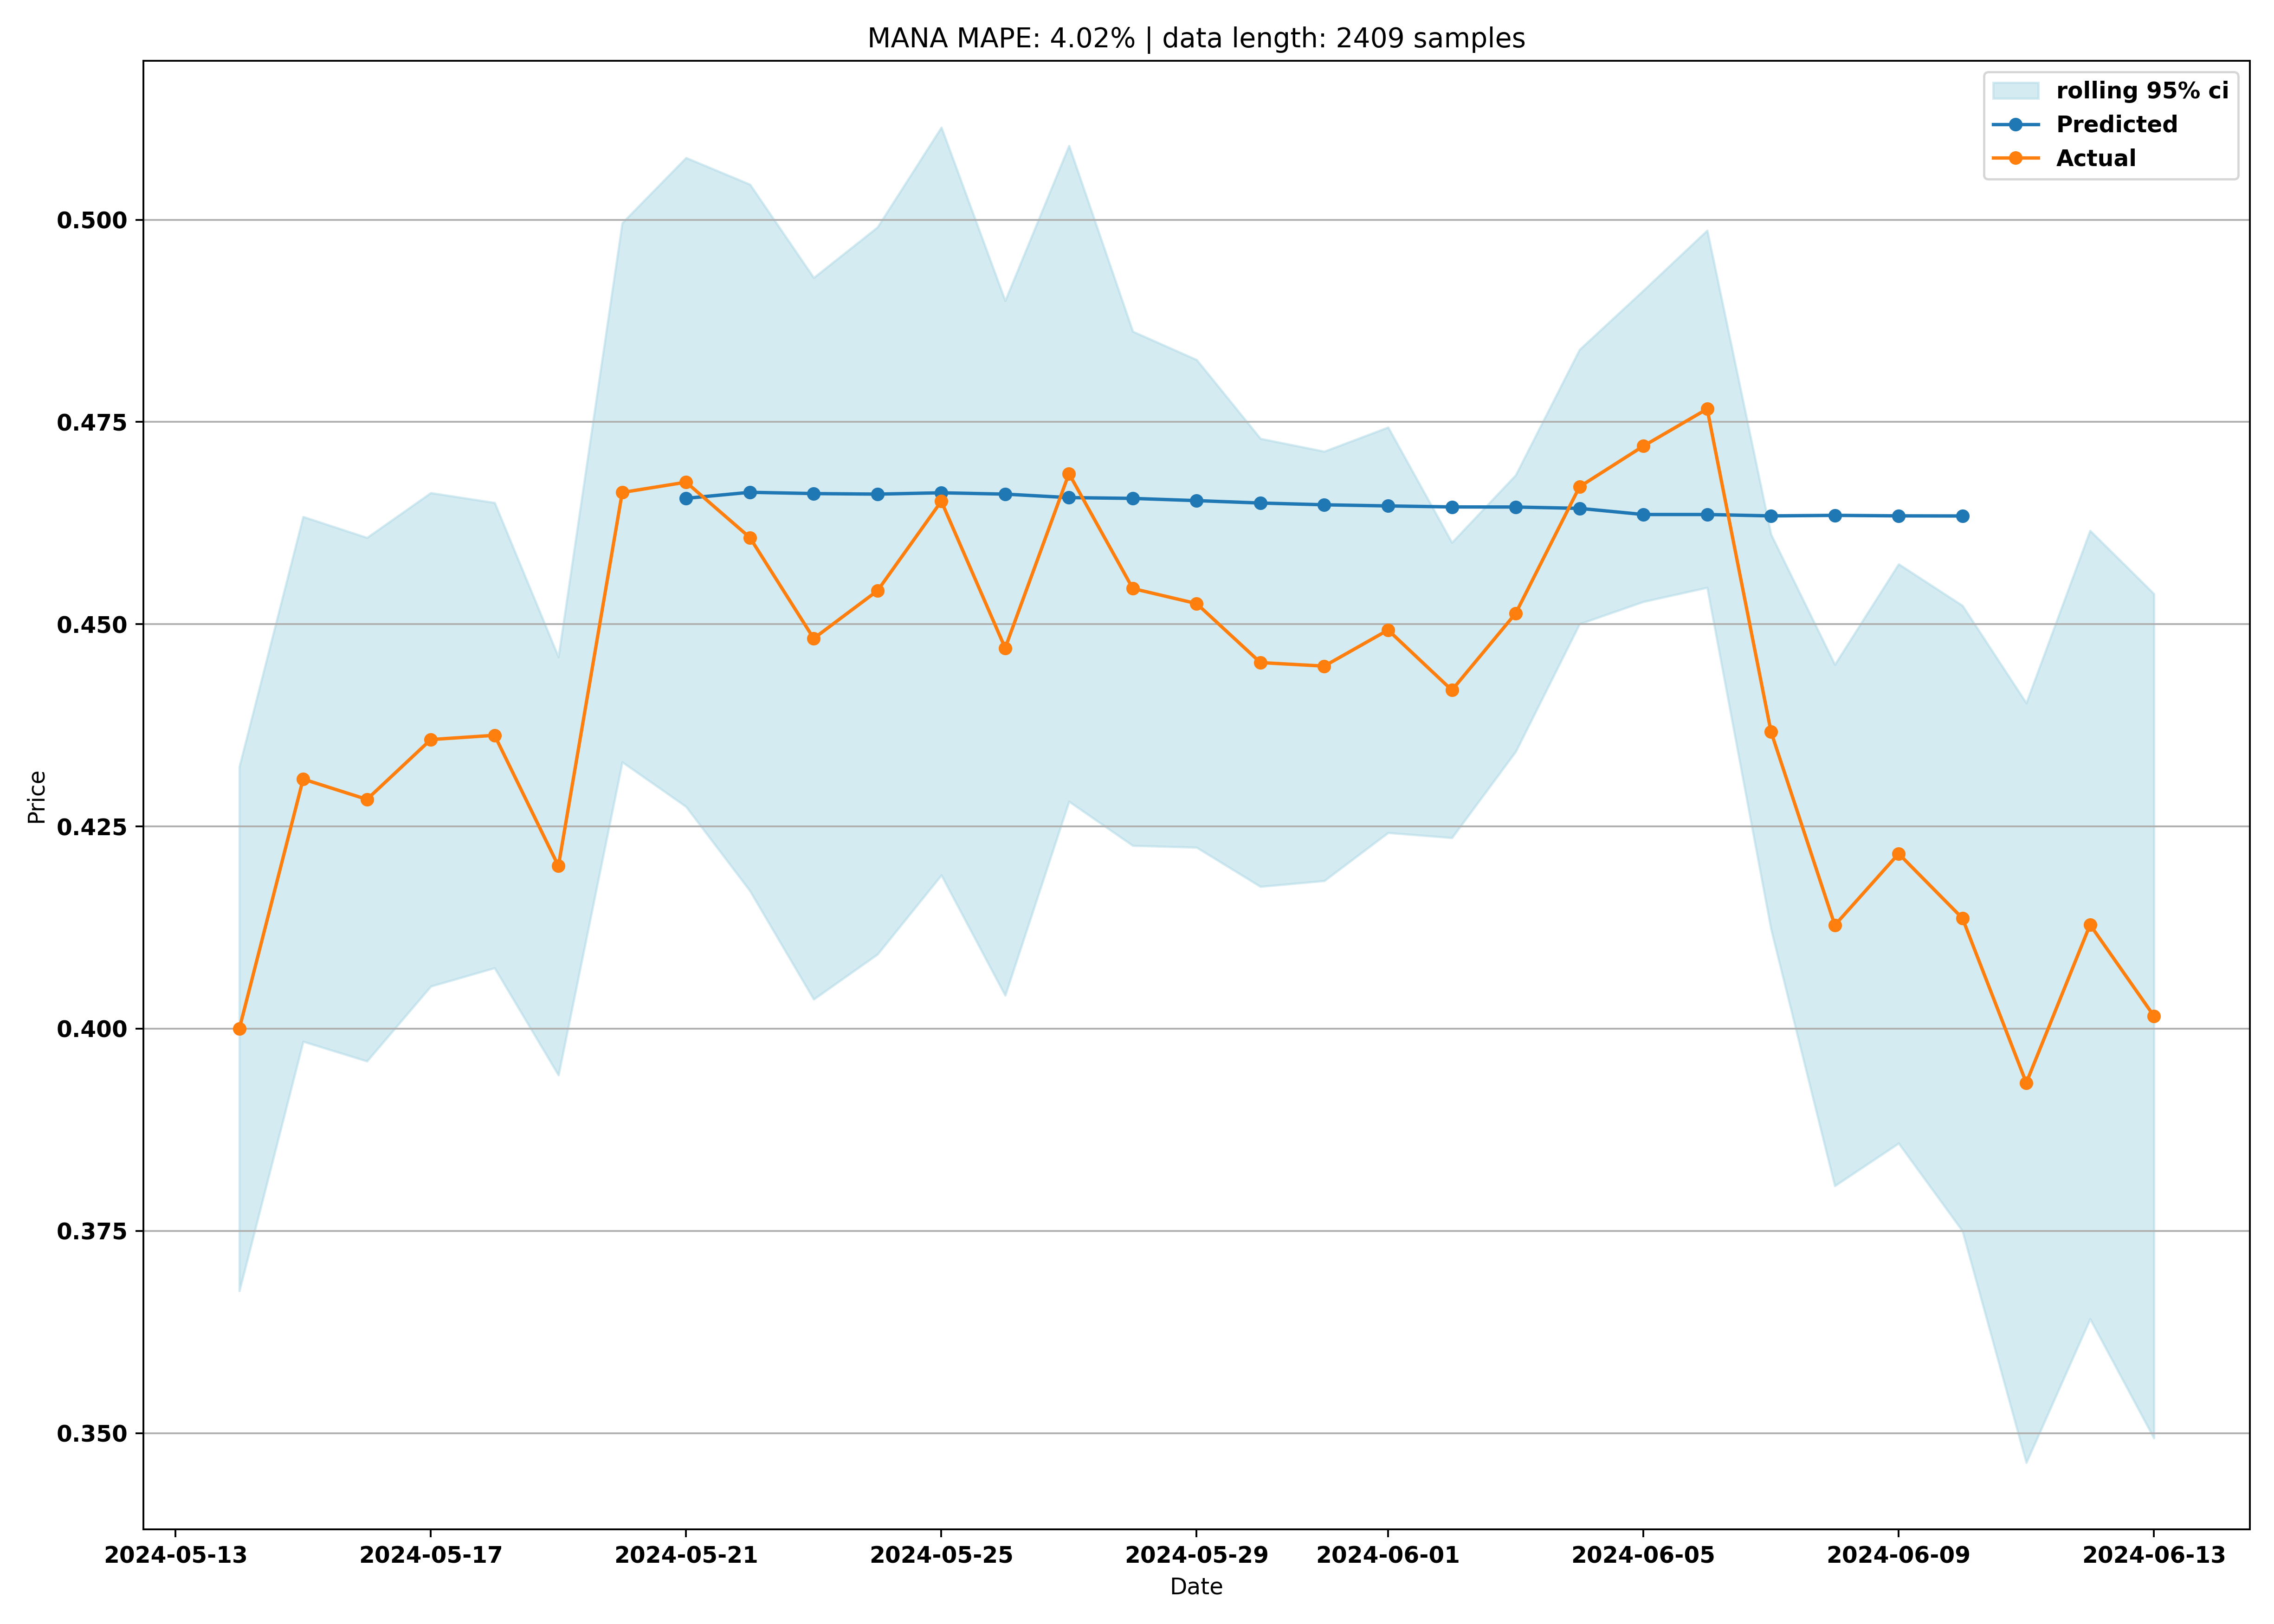 MANA MAPE: 4.02% | data length: 2409 samples
rolling 95% ci
Predicted
Actual
0.500
0.475
0.450
0.425
0.400
0.375
0.350
Price
2024-05-13 2024-05-17 2024-05-21 2024-05-25 2024-05-29 2024-06-01 2024-06-05 2024-06-09 2024-06-13
Date